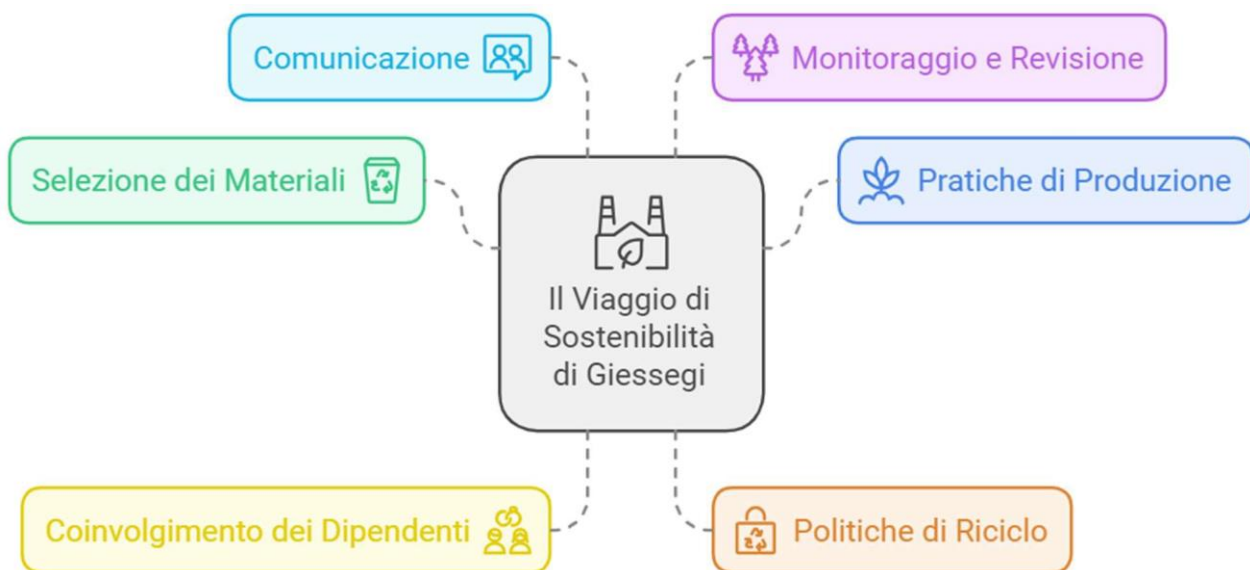 Comunicazione
Monitoraggio e Revisione
Selezione dei Materiali
Pratiche di Produzione
Il Viaggio di
Sostenibilità
di Giessegi
Coinvolgimento dei Dipendenti
Politiche di Riciclo